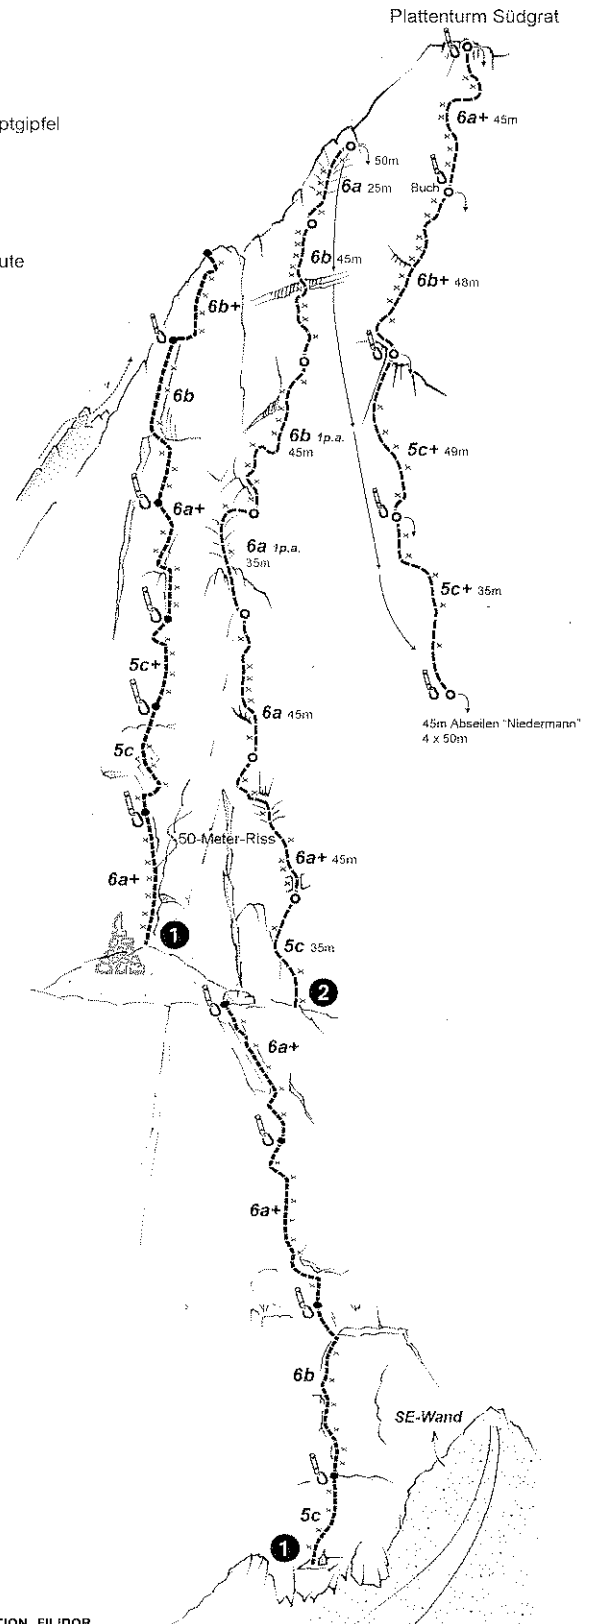 Plattenturm Südgrat
6a+ 45m
ptgipfel
50m
6a 25m
Buch
ute
6b 45m
6b+ 48m
6b+
6b
6b 1p.a.
45m
5c+ 49m
6a+
6a 1p.a.
35m
5c+ 35m
5c+
6a 45m
45m Abseilen "Niedermann"
4 x 50m
5c
50-Meter-Riss
6a+ 45m
6a+
1
5c 35m
2
6a+
6a+
6b
SE-Wand
5c
1
TION FILIDOR